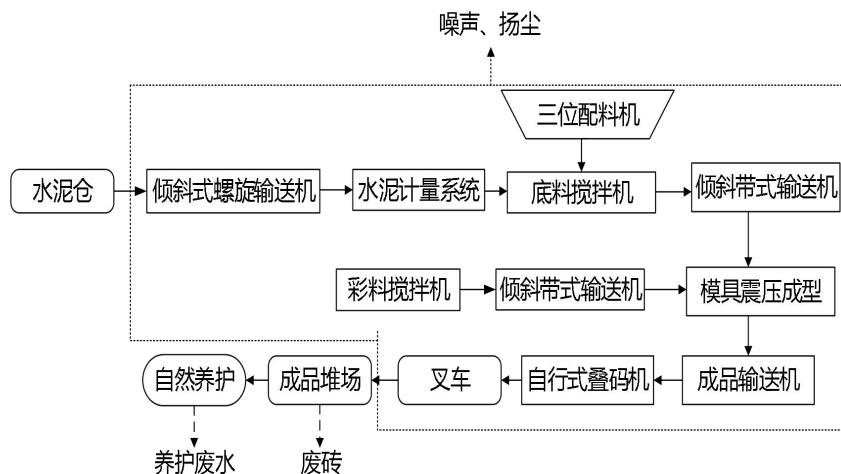 噪声、扬尘
三位配料机
水泥仓
倾斜式螺旋输送机
水泥计量系统
底料搅拌机
倾斜带式输送机
彩料搅拌机
倾斜带式输送机
模具震压成型
自然养护
成品堆场
叉车
自行式叠码机
成品输送机
养护废水
废砖